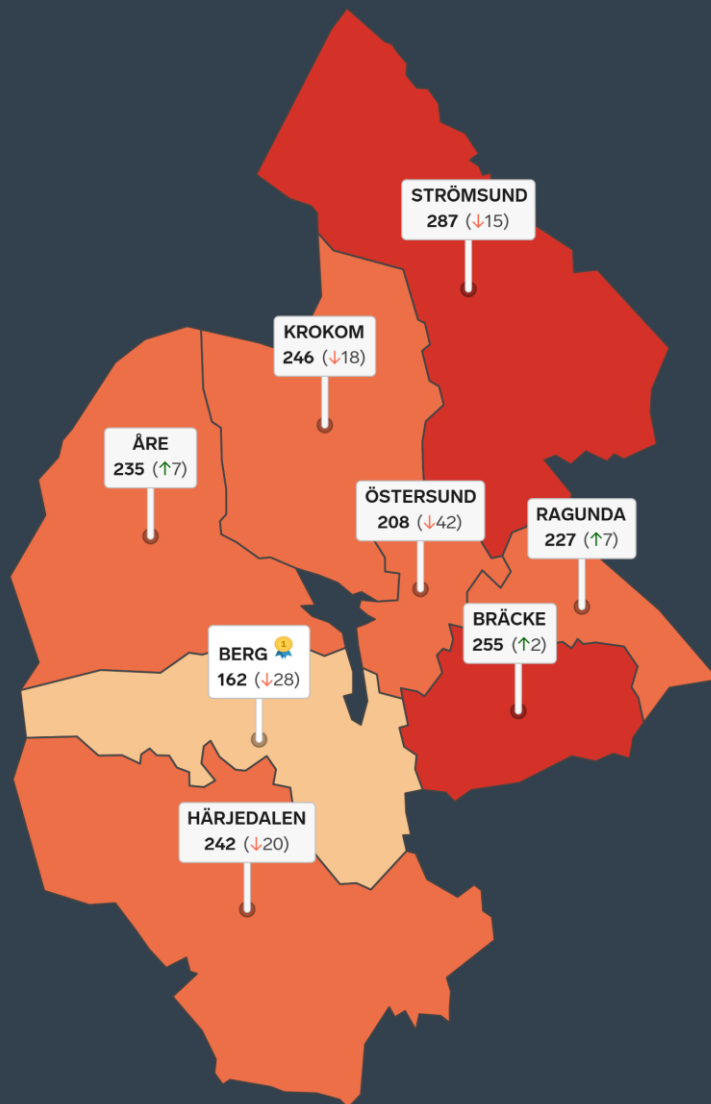 STRÖMSUND
287 (↓15)
KROKOM
246 (↓18)
ÅRE
235 (↑7)
ÖSTERSUND
208 (↓42)
RAGUNDA
227 (↑7)
BRÄCKE
255 (↑2)
BERG 1
162 (↓28)
HÄRJEDALEN
242 (↓20)